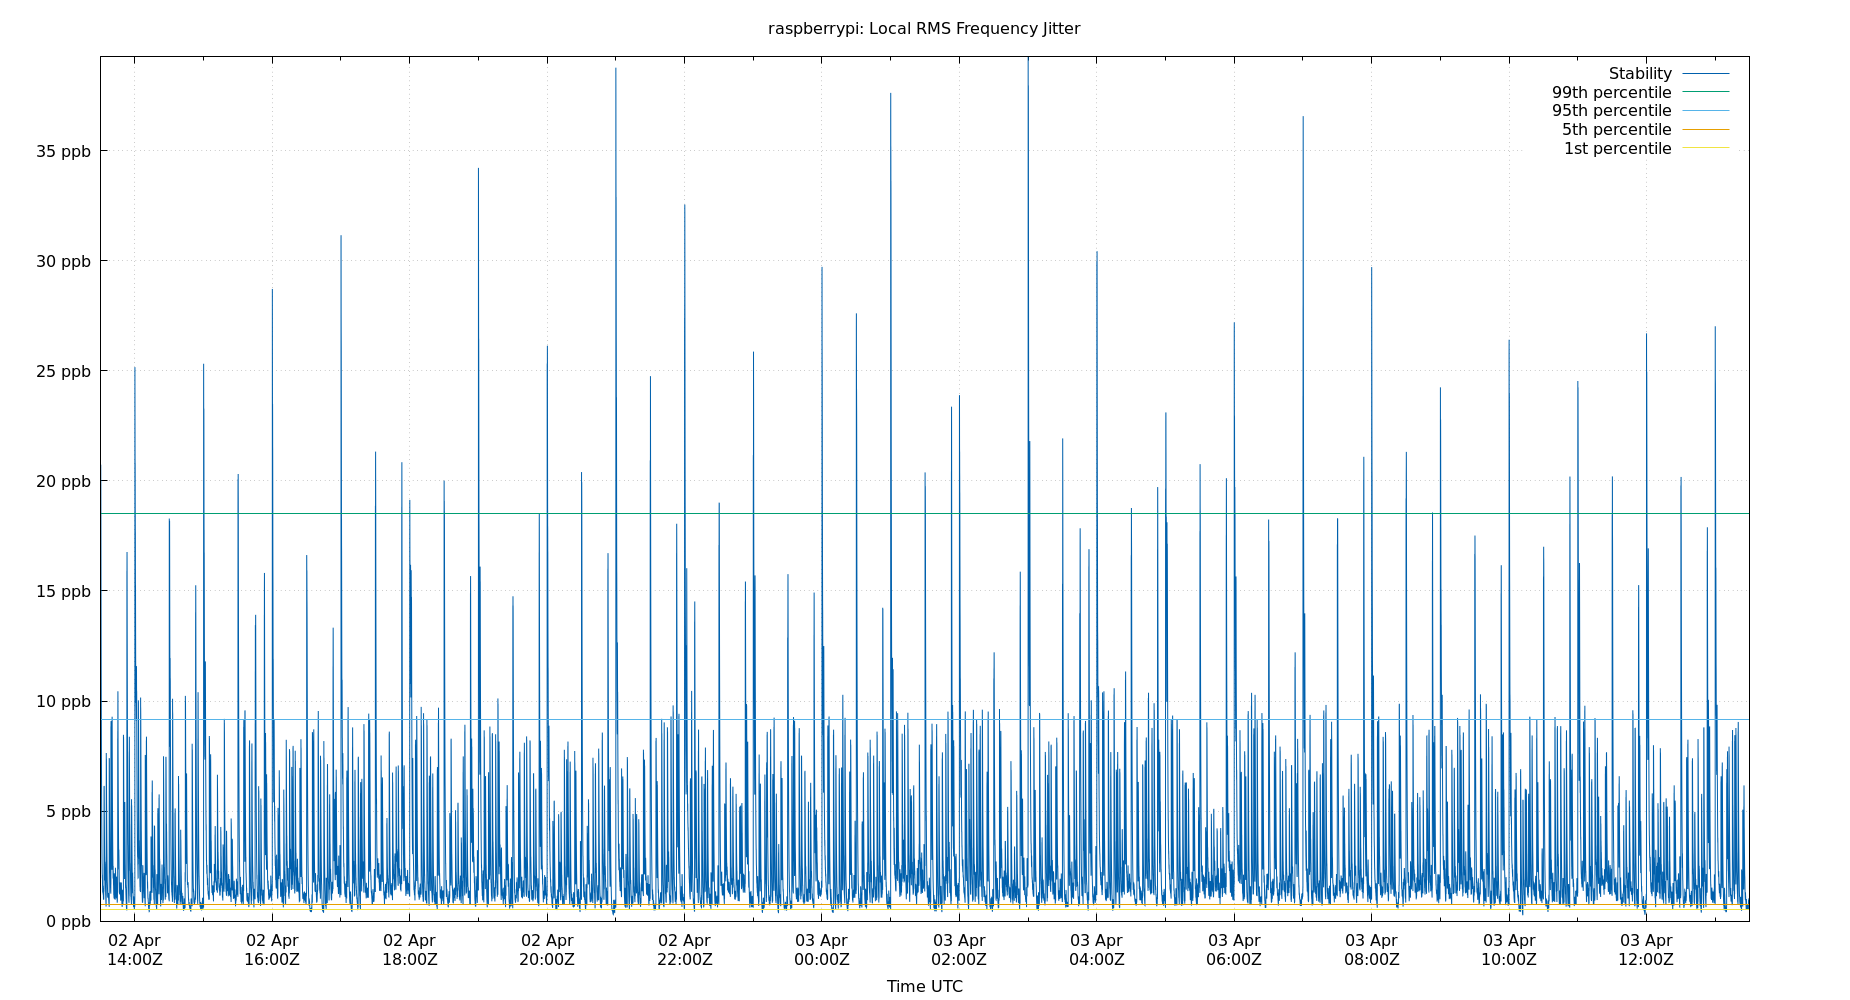 raspberrypi: Local RMS Frequency Jitter
Stability
99th percentile
95th percentile
5th percentile
1st percentile
35 ppb
30 ppb
25 ppb
20 ppb
15 ppb
10 ppb
5 ppb
0 ppb
02 Apr 02 Apr 02 Apr 02 Apr 02 Apr 03 Apr 03 Apr 03 Apr 03 Apr 03 Apr 03 Apr 03 Apr
14:00Z 16:00Z 18:00Z 20:00Z 22:00Z 00:00Z 02:00Z 04:00Z 06:00Z 08:00Z 10:00Z 12:00Z
Time UTC